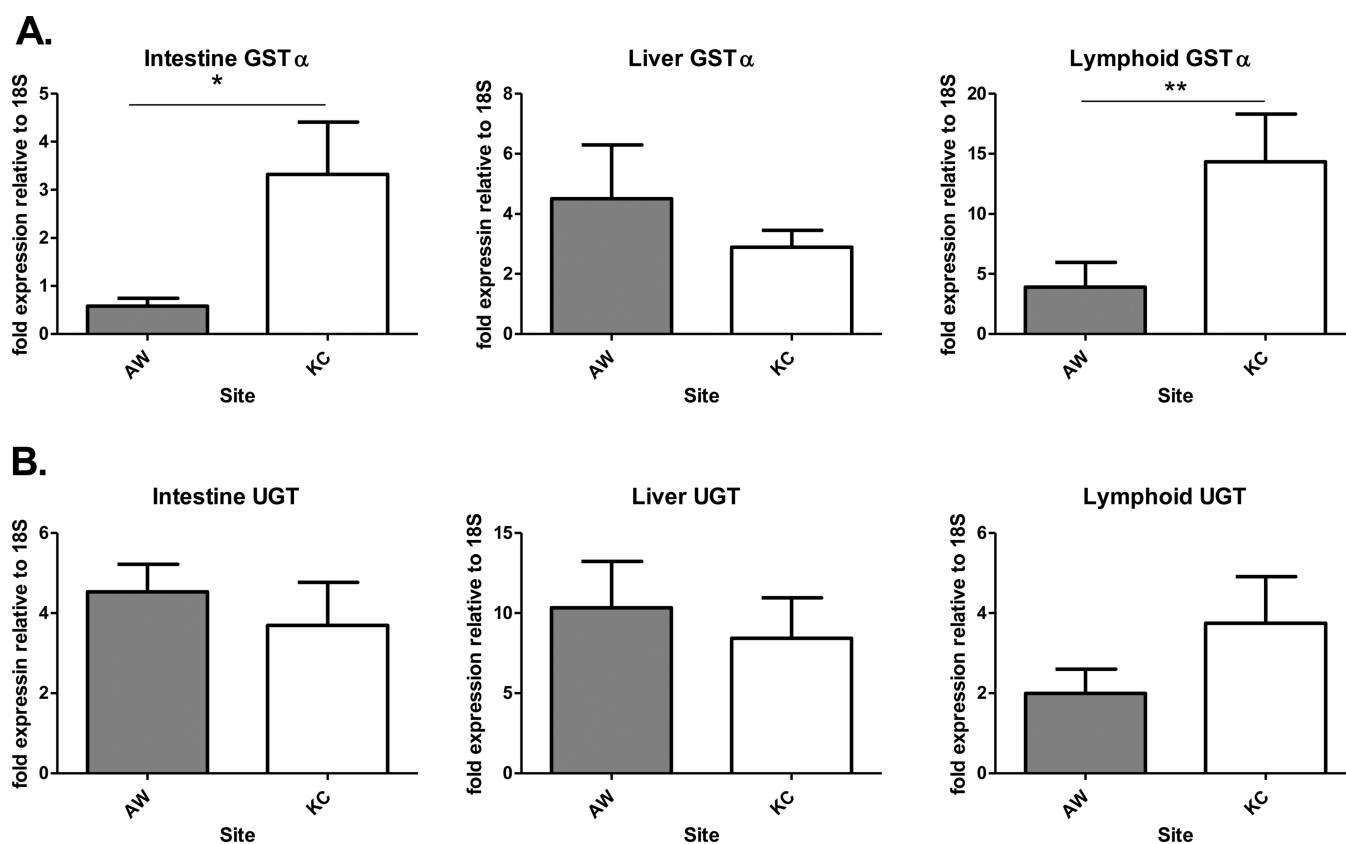 A.
Intestine GSTα
*
fold expression relative to 18S
5
4
3
2
1
0
AW
KC
Site
Liver GSTα
fold expressin relative to 18S
8
6
4
2
0
AW
KC
Site
Lymphoid GSTα
**
fold expression relative to 18S
20
15
10
5
0
AW
KC
Site
B.
Intestine UGT
fold expressin relative to 18S
6
4
2
0
AW
KC
Site
Liver UGT
fold expression relative to 18S
15
10
5
0
AW
KC
Site
Lymphoid UGT
fold expression relative to 18S
6
4
2
0
AW
KC
Site